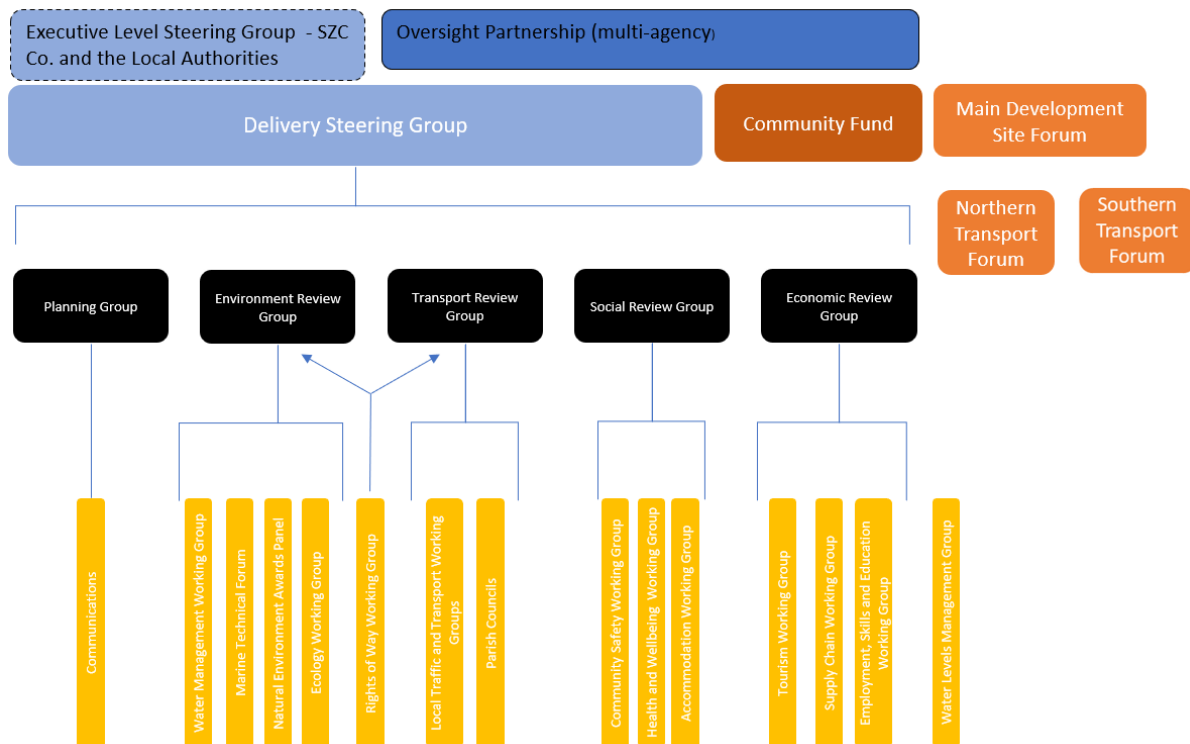 Executive Level Steering Group  - SZC
Co. and the Local Authorities
Oversight Partnership (multi-agency)
Delivery Steering Group
Community Fund
Main Development
Site Forum
Northern
Transport
Forum
Southern
Transport
Forum
Planning Group
Environment Review
Group
Transport Review
Group
Social Review Group
Economic Review
Group
Communications
Water Management Working Group
Marine Technical Forum
Natural Environment Awards Panel
Ecology Working Group
Rights of Way Working Group
Local Traffic and Transport Working
Groups
Parish Councils
Community Safety Working Group
Health and Wellbeing  Working Group
Accommodation Working Group
Tourism Working Group
Supply Chain Working Group
Employment, Skills and Education
Working Group
Water Levels Management Group